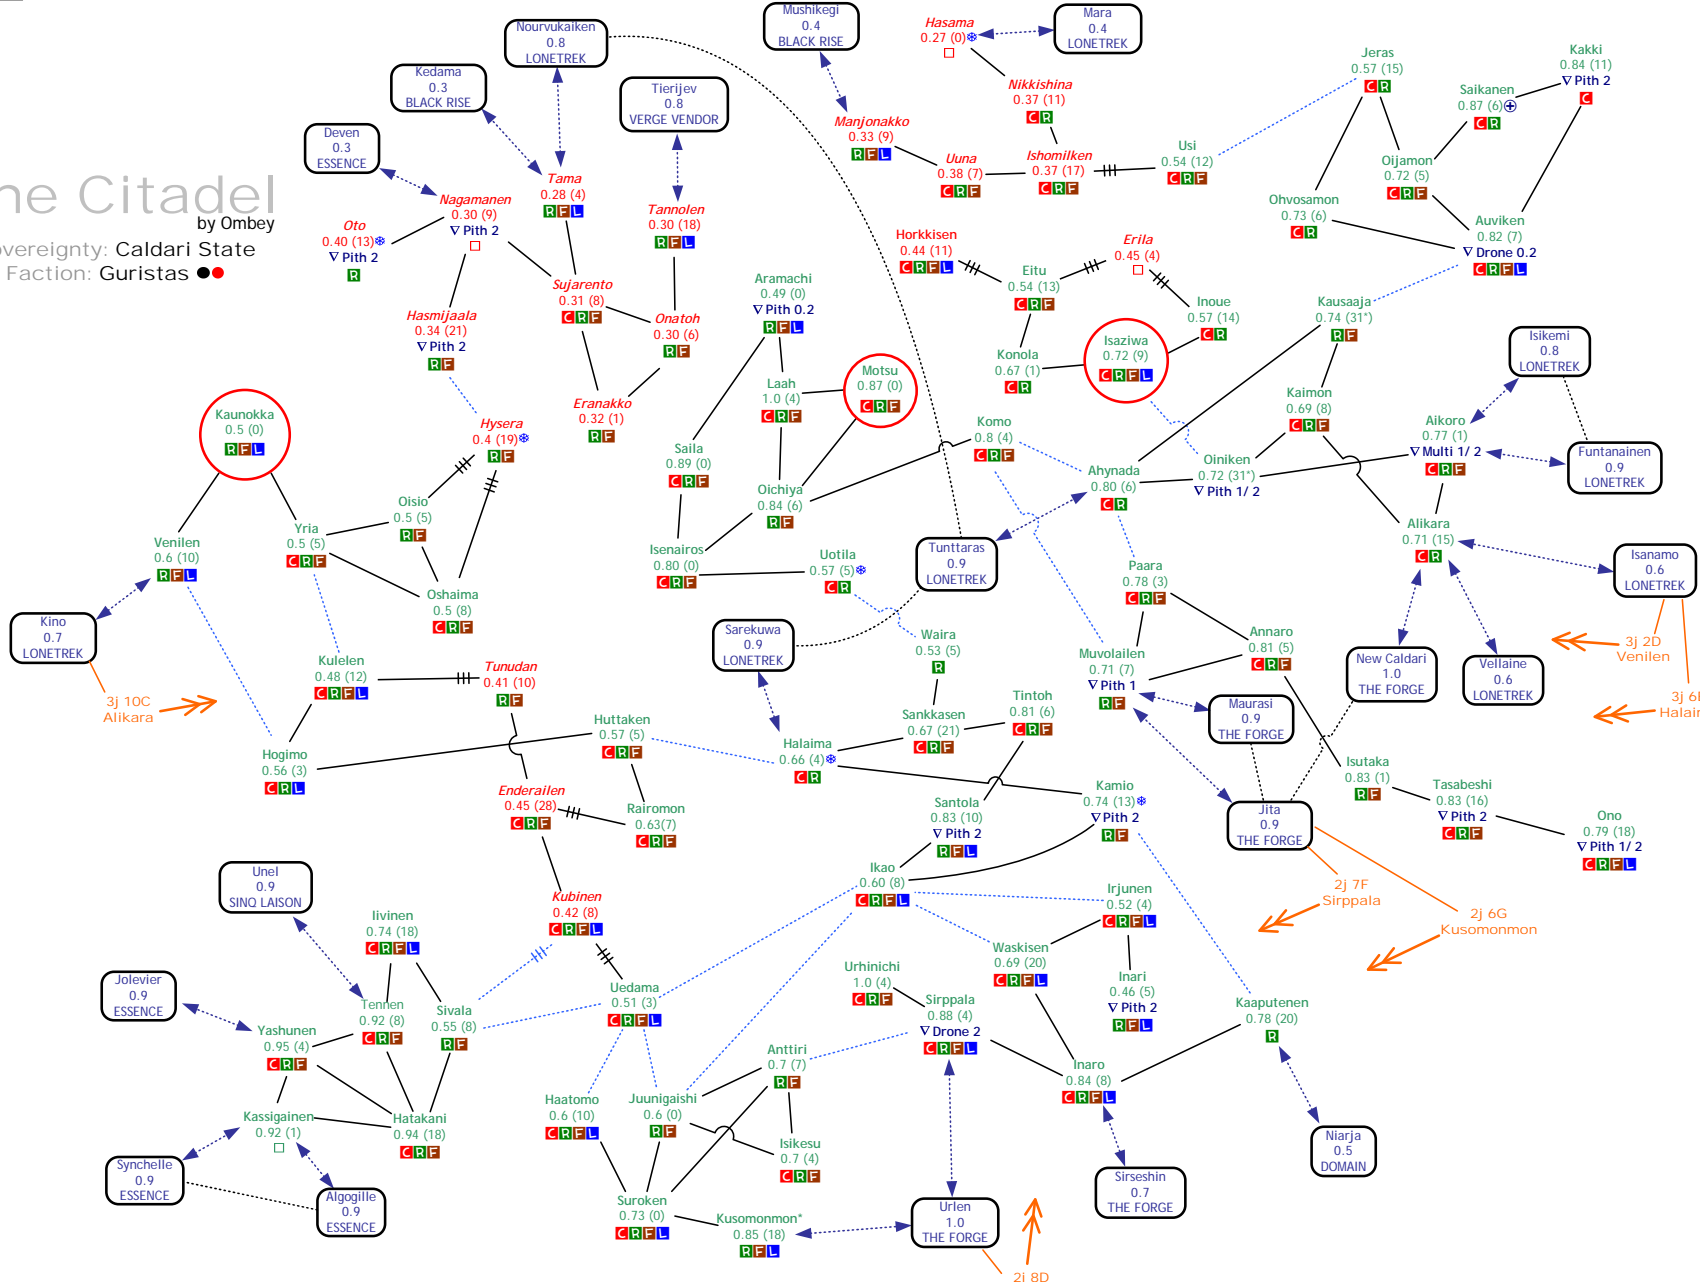 ne Citadel
by Ombey
overeignty: Caldari State
Faction: Guristas
Nourvukaiken
0.8
LONETREK
Mushikegi
0.4
BLACK RISE
Hasama
0.27 (0)
Mara
0.4
LONETREK
Kedama
0.3
BLACK RISE
Tierijev
0.8
VERGE VENDOR
Deven
0.3
ESSENCE
Jeras
0.57 (15)
C R
Kakki
0.84 (11)
∇ Pith 2
C
Saikanen
0.87 (6)
C R
Nikkishina
0.37 (11)
C R
Manjonakko
0.33 (9)
R F L
Uuna
0.38 (7)
C R F
Ishomilken
0.37 (17)
C R F
Usi
0.54 (12)
C R F
Oijamon
0.72 (5)
C R F
Ohvosamon
0.73 (6)
C R
Auviken
0.82 (7)
∇ Drone 0.2
C R F L
Tama
0.28 (4)
R F L
Nagamanen
0.30 (9)
∇ Pith 2
Oto
0.40 (13)
∇ Pith 2
R
Tannolen
0.30 (18)
R F L
Horkkisen
0.44 (11)
C R F L
Erila
0.45 (4)
Eitu
0.54 (13)
C R F
Inoue
0.57 (14)
C R
Kausaaja
0.74 (31*)
R F
Sujarento
0.31 (8)
C R F
Aramachi
0.49 (0)
∇ Pith 0.2
R F L
Hasmijaala
0.34 (21)
∇ Pith 2
R F
Onatoh
0.30 (6)
R F
Isaziwa
0.72 (9)
C R F L
Isikemi
0.8
LONETREK
Konola
0.67 (1)
C R
Motsu
0.87 (0)
C R F
Laah
1.0 (4)
C R F
Eranakko
0.32 (1)
R F
Kaunokka
0.5 (0)
R F L
Hysera
0.4 (19)
R F
Kaimon
0.69 (8)
C R F
Komo
0.8 (4)
C R F
Aikoro
0.77 (1)
∇ Multi 1/2
C R F
Funtanainen
0.9
LONETREK
Saila
0.89 (0)
C R F
Ahynada
0.80 (6)
C R
Oiniken
0.72 (31*)
∇ Pith 1/2
Oichiya
0.84 (6)
R F
Oisio
0.5 (5)
R F
Yria
0.5 (5)
C R F
Venilen
0.6 (10)
R F L
Alikara
0.71 (15)
C R
Isenairos
0.80 (0)
C R F
Uotila
0.57 (5)
C R
Tunttaras
0.9
LONETREK
Isanamo
0.6
LONETREK
Paara
0.78 (3)
C R F
Oshaima
0.5 (8)
C R F
Kino
0.7
LONETREK
Sarekuwa
0.9
LONETREK
Waira
0.53 (5)
R
Annaro
0.81 (5)
C R F
3j 2D
Venilen
Muvolailen
0.71 (7)
∇ Pith 1
R F
New Caldari
1.0
THE FORGE
Vellaine
0.6
LONETREK
Kulelen
0.48 (12)
C R F L
Tunudan
0.41 (10)
R F
3j 10C
Alikara
3j 6
Halai
Tintoh
0.81 (6)
C R F
Maurasi
0.9
THE FORGE
Huttaken
0.57 (5)
C R F
Sankkasen
0.67 (21)
C R F
Halaima
0.66 (4)
C R
Hogimo
0.56 (3)
C R L
Isutaka
0.83 (1)
R F
Kamio
0.74 (13)
∇ Pith 2
R F
Tasabeshi
0.83 (16)
∇ Pith 2
C R F
Enderailen
0.45 (28)
C R F
Rairomon
0.63(7)
C R F
Santola
0.83 (10)
∇ Pith 2
R F L
Jita
0.9
THE FORGE
Ono
0.79 (18)
∇ Pith 1/2
C R F L
Unel
0.9
SINQ LAISON
Ikao
0.60 (8)
C R F L
2j 7F
Sirppala
Irjunen
0.52 (4)
C R F L
Kubinen
0.42 (8)
C R F L
2j 6G
Kusomonmon
Iivinen
0.74 (18)
C R F L
Waskisen
0.69 (20)
C R F L
Urhinichi
1.0 (4)
C R F
Inari
0.46 (5)
∇ Pith 2
R F L
Jolevier
0.9
ESSENCE
Uedama
0.51 (3)
C R F L
Sirppala
0.88 (4)
∇ Drone 2
C R F L
Kaaputenen
0.78 (20)
R
Tennen
0.92 (8)
C R F
Sivala
0.55 (8)
R F
Yashunen
0.95 (4)
C R F
Anttiri
0.7 (7)
R F
Inaro
0.84 (8)
C R F L
Haatomo
0.6 (10)
C R F L
Juunigaishi
0.6 (0)
R F
Kassigainen
0.92 (1)
Hatakani
0.94 (18)
C R F
Isikesu
0.7 (4)
C R F
Niarja
0.5
DOMAIN
Synchelle
0.9
ESSENCE
Sirseshin
0.7
THE FORGE
Algogille
0.9
ESSENCE
Suroken
0.73 (0)
C R F L
Kusomonmon*
0.85 (18)
R F L
Urlen
1.0
THE FORGE
2j 8D